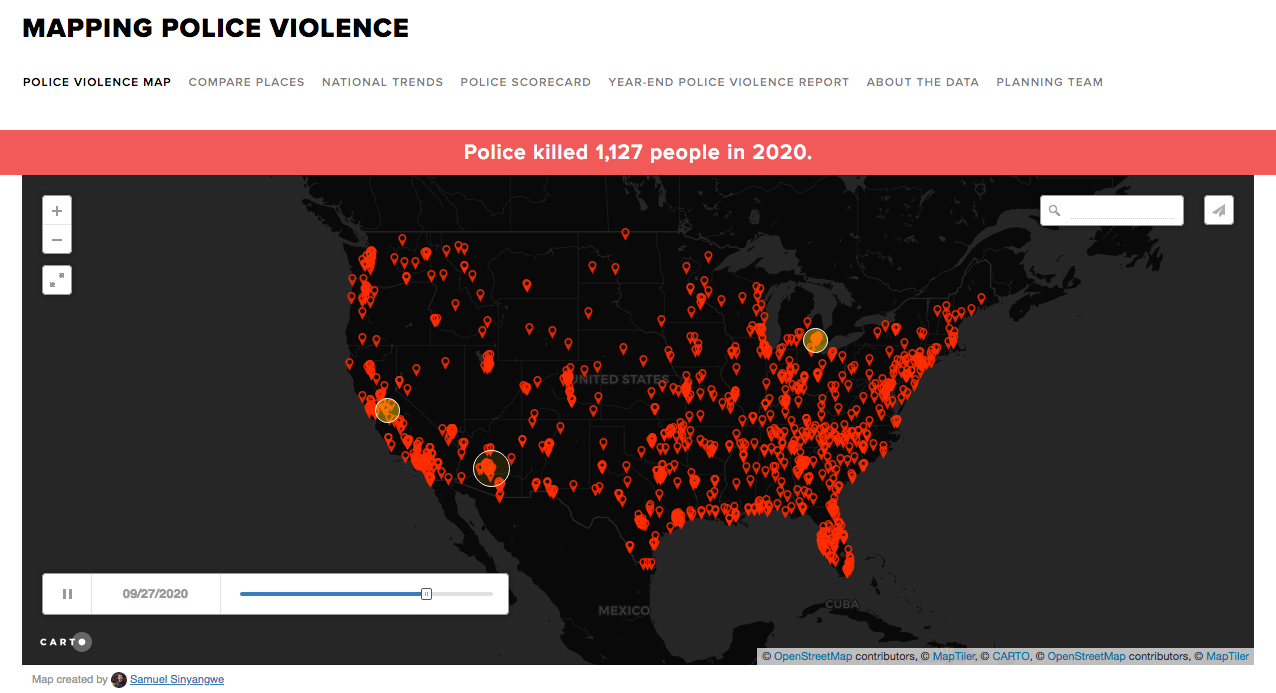 MAPPING POLICE VIOLENCE
POLICE VIOLENCE MAP COMPARE PLACES NATIONAL TRENDS POLICE SCORECARD YEAR-END POLICE VIOLENCE REPORT ABOUT THE DATA PLANNING TEAM
Police killed 1,127 people in 2020.
UNITED STATES
09/27/2020
MEXICO
CUBA
CARTO
© OpenStreetMap contributors, © MapTiler, © CARTO, © OpenStreetMap contributors, © MapTiler
Map created by Samuel Sinyangwe